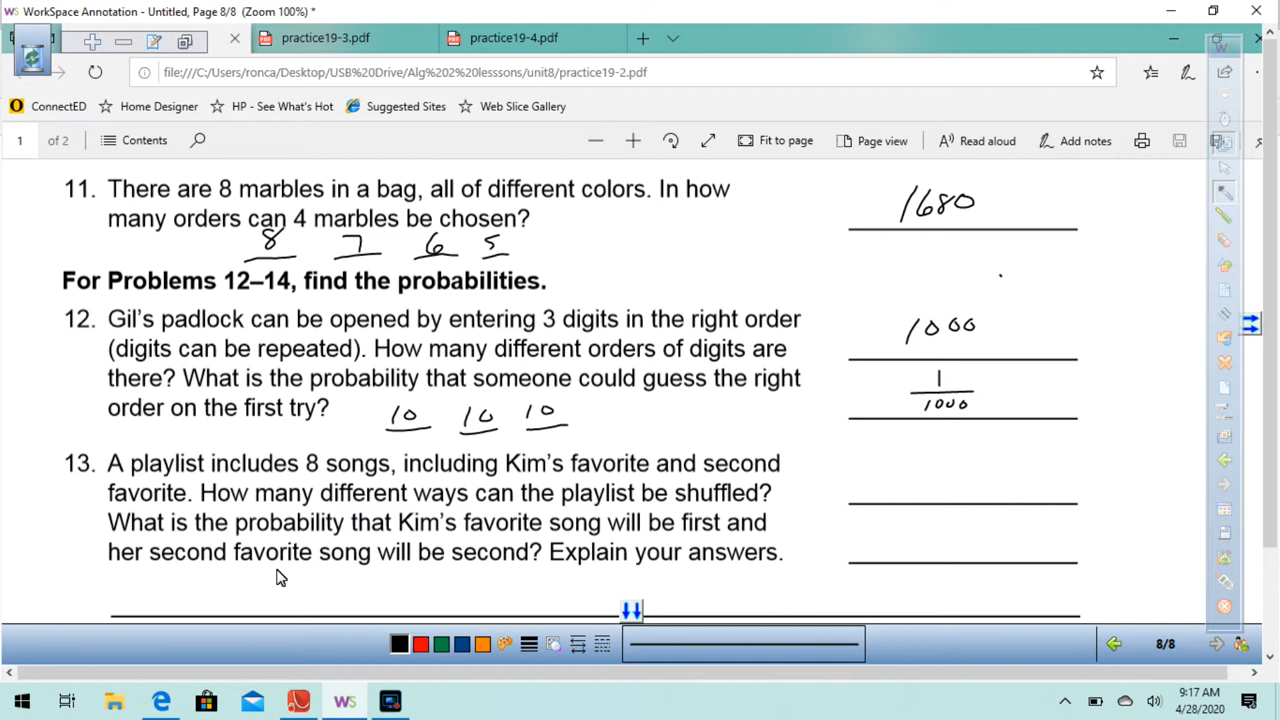 WorkSpace Annotation - Untitled, Page 8/8 (Zoom 100%) *
practice19-3.pdf
practice19-4.pdf
file:///C:/Users/ronca/Desktop/USB%20Drive/Alg%202%20lesssons/unit8/practice19-2.pdf
ConnectED Home Designer HP - See What's Hot Suggested Sites Web Slice Gallery
1 of 2 Contents Fit to page Page view Read aloud Add notes
11. There are 8 marbles in a bag, all of different colors. In how
many orders can 4 marbles be chosen?
1680
8 7 6 5
For Problems 12–14, find the probabilities.
12. Gil's padlock can be opened by entering 3 digits in the right order
(digits can be repeated). How many different orders of digits are
there? What is the probability that someone could guess the right
order on the first try?
1000
1
1000
10 10 10
13. A playlist includes 8 songs, including Kim's favorite and second
favorite. How many different ways can the playlist be shuffled?
What is the probability that Kim's favorite song will be first and
her second favorite song will be second? Explain your answers.
8/8
WS
9:17 AM
4/28/2020